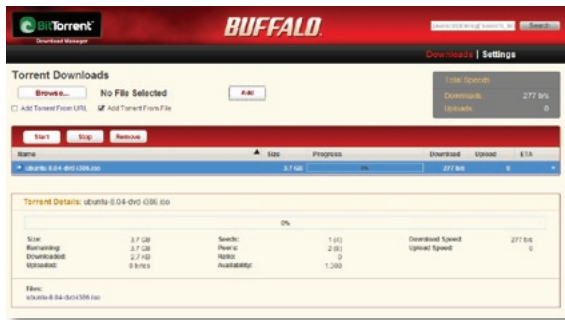 BitTorrent
Download Manager
BUFFALO
Search
Downloads | Settings
Torrent Downloads
Browse... No File Selected Add
Add Torrent From URL Add Torrent From File
Total Speeds
Downloads: 277 b/s
Uploads: 0
Start Stop Remove
Name Size Progress Download Upload ETA
ubuntu-8.04-dvd-i386.iso 3.7 GB 0% 277 b/s 0
Torrent Details: ubuntu-8.04-dvd-i386.iso
0%
Size: 3.7 GB Seeds: 1 (4) Download Speed: 277 b/s
Remaining: 3.7 GB Peers: 2 (8) Upload Speed: 0
Downloaded: 2.7 KB Ratio: 0
Uploaded: 0 bytes Availability: 1.000
Files:
ubuntu-8.04-dvd-i386.iso